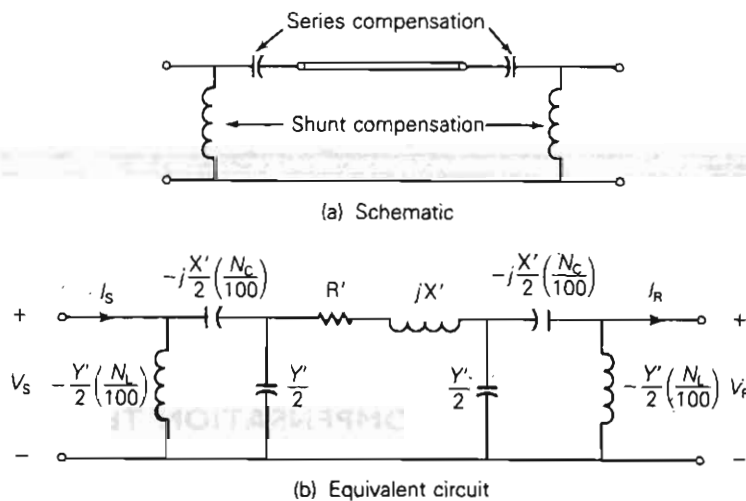 Series compensation
Shunt compensation
(a) Schematic
-j X'/2 (N_C/100)
-j X'/2 (N_C/100)
I_S
R'
jX'
I_R
+
+
V_S
-Y'/2 (N_L/100)
Y'/2
Y'/2
-Y'/2 (N_L/100)
−
−
(b) Equivalent circuit